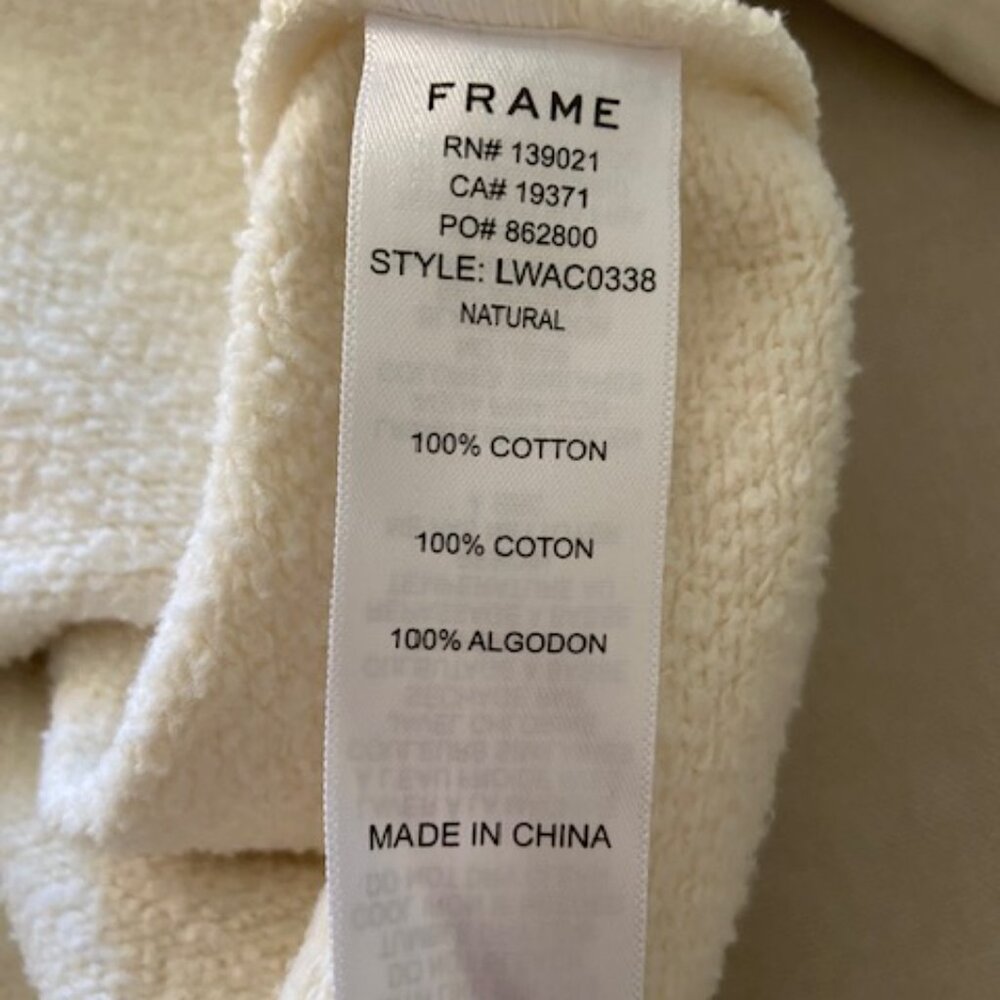 FRAME
RN# 139021
CA# 19371
PO# 862800
STYLE: LWAC0338
NATURAL
100% COTTON
100% COTON
100% ALGODON
MADE IN CHINA